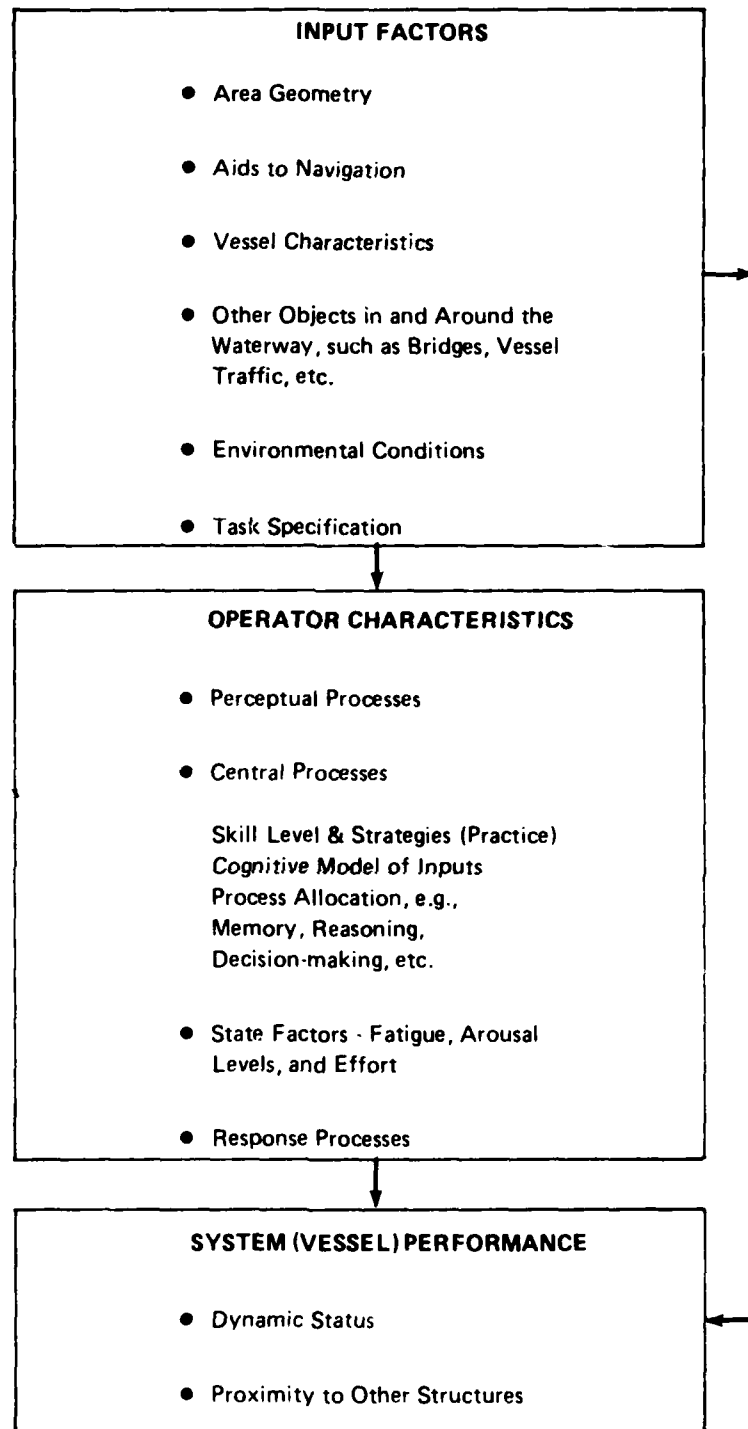 INPUT FACTORS
● Area Geometry
● Aids to Navigation
● Vessel Characteristics
● Other Objects in and Around the
Waterway, such as Bridges, Vessel
Traffic, etc.
● Environmental Conditions
● Task Specification
OPERATOR CHARACTERISTICS
● Perceptual Processes
● Central Processes
Skill Level & Strategies (Practice)
Cognitive Model of Inputs
Process Allocation, e.g.,
Memory, Reasoning,
Decision-making, etc.
● State Factors - Fatigue, Arousal
Levels, and Effort
● Response Processes
SYSTEM (VESSEL) PERFORMANCE
● Dynamic Status
● Proximity to Other Structures